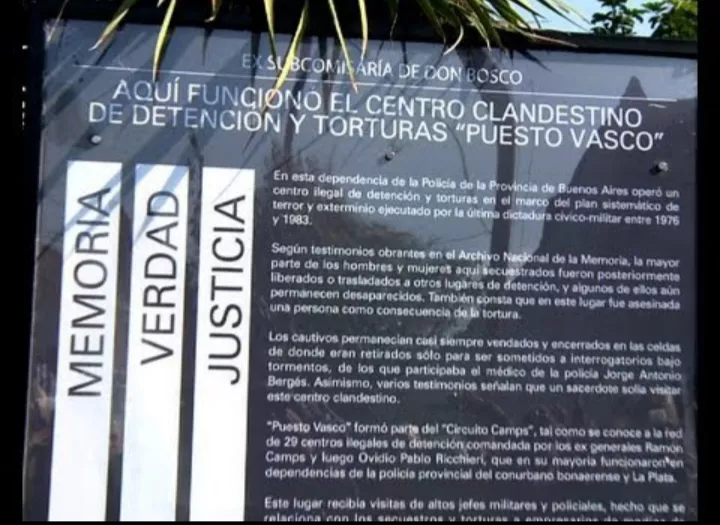 EX SUBCOMISARÍA DE DON BOSCO
AQUÍ FUNCIONÓ EL CENTRO CLANDESTINO
DE DETENCIÓN Y TORTURAS "PUESTO VASCO"
MEMORIA
VERDAD
JUSTICIA
En esta dependencia de la Policía de la Provincia de Buenos Aires operó un
centro ilegal de detención y torturas en el marco del plan sistemático de
terror y exterminio ejecutado por la última dictadura cívico-militar entre 1976
y 1983.
Según testimonios obrantes en el Archivo Nacional de la Memoria, la mayor
parte de los hombres y mujeres aquí secuestrados fueron posteriormente
liberados o trasladados a otros lugares de detención, y algunos de ellos aún
permanecen desaparecidos. También consta que en este lugar fue asesinada
una persona como consecuencia de la tortura.
Los cautivos permanecían casi siempre vendados y encerrados en las celdas
de donde eran retirados sólo para ser sometidos a interrogatorios bajo
tormentos, de los que participaba el médico de la policía Jorge Antonio
Bergés. Asimismo, varios testimonios señalan que un sacerdote solía visitar
este centro clandestino.
"Puesto Vasco" formó parte del "Circuito Camps", tal como se conoce a la red
de 29 centros ilegales de detención comandada por los ex generales Ramón
Camps y luego Ovidio Pablo Ricchieri, que en su mayoría funcionaron en
dependencias de la policía provincial del conurbano bonaerense y La Plata.
Este lugar recibía visitas de altos jefes militares y policiales, hecho que se
relaciona con los secuestros y torturas a